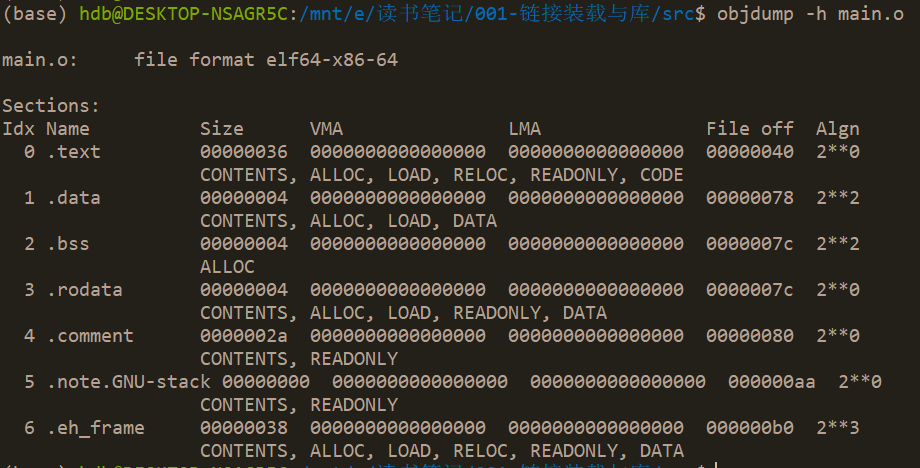 (base) hdb@DESKTOP-NSAGR5C:/mnt/e/读书笔记/001-链接装载与库/src$ objdump -h main.o
main.o:     file format elf64-x86-64
Sections:
Idx Name          Size      VMA               LMA               File off  Algn
  0 .text         00000036  0000000000000000  0000000000000000  00000040  2**0
                  CONTENTS, ALLOC, LOAD, RELOC, READONLY, CODE
  1 .data         00000004  0000000000000000  0000000000000000  00000078  2**2
                  CONTENTS, ALLOC, LOAD, DATA
  2 .bss          00000004  0000000000000000  0000000000000000  0000007c  2**2
                  ALLOC
  3 .rodata       00000004  0000000000000000  0000000000000000  0000007c  2**0
                  CONTENTS, ALLOC, LOAD, READONLY, DATA
  4 .comment      0000002a  0000000000000000  0000000000000000  00000080  2**0
                  CONTENTS, READONLY
  5 .note.GNU-stack 00000000  0000000000000000  0000000000000000  000000aa  2**0
                  CONTENTS, READONLY
  6 .eh_frame     00000038  0000000000000000  0000000000000000  000000b0  2**3
                  CONTENTS, ALLOC, LOAD, RELOC, READONLY, DATA